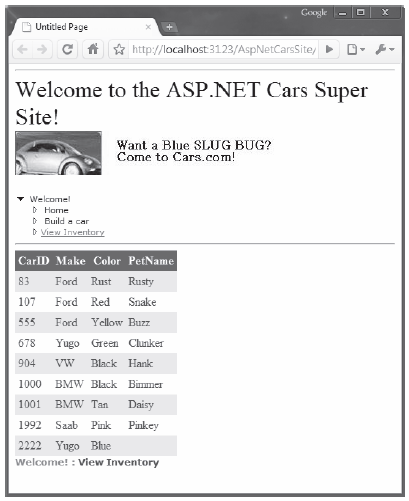 Google
Untitled Page
http://localhost:3123/AspNetCarsSite/
Welcome to the ASP.NET Cars Super
Site!
Want a Blue SLUG BUG?
Come to Cars.com!
Welcome!
Home
Build a car
View Inventory
CarID Make Color PetName
83 Ford Rust Rusty
107 Ford Red Snake
555 Ford Yellow Buzz
678 Yugo Green Clunker
904 VW Black Hank
1000 BMW Black Bimmer
1001 BMW Tan Daisy
1992 Saab Pink Pinkey
2222 Yugo Blue
Welcome! : View Inventory